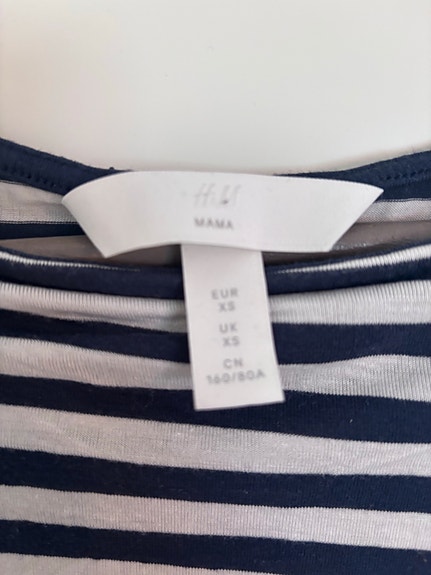 H&M
MAMA
EUR
XS
UK
XS
CN
160/80A